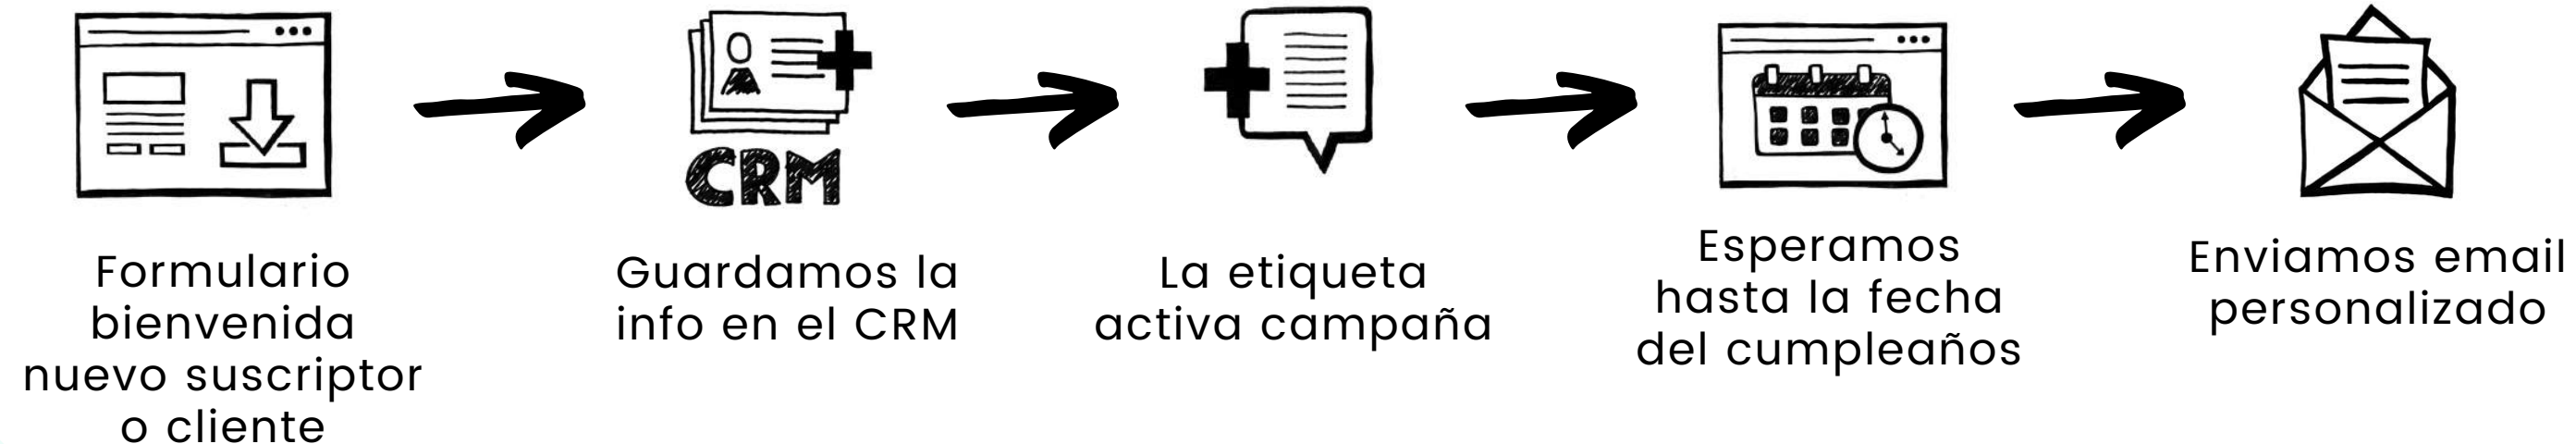 CRM
Formulario
bienvenida
nuevo suscriptor
o cliente
Guardamos la
info en el CRM
La etiqueta
activa campaña
Esperamos
hasta la fecha
del cumpleaños
Enviamos email
personalizado